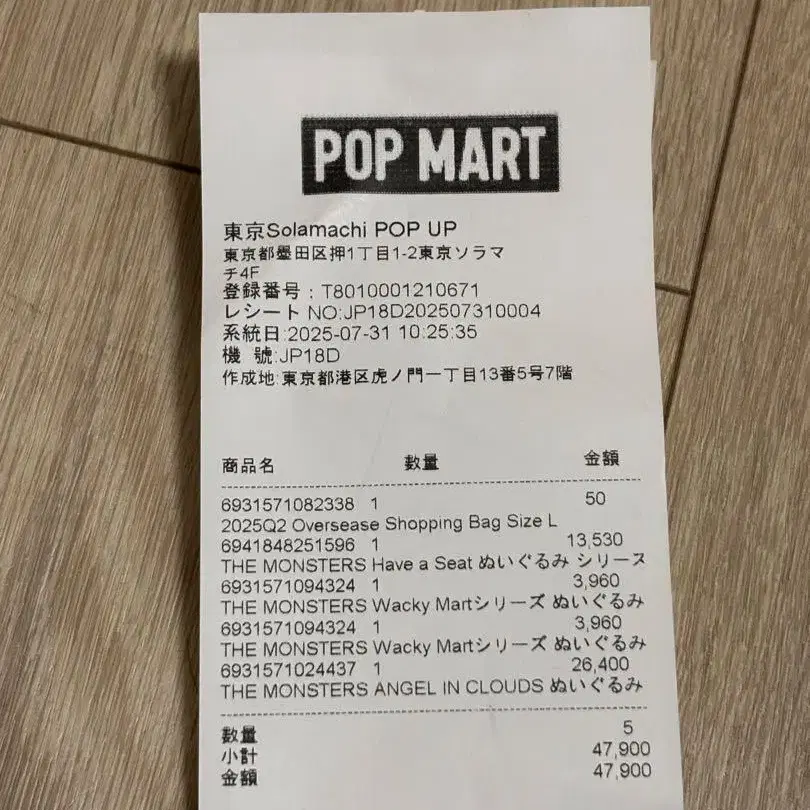 POP MART
東京Solamachi POP UP
東京都墨田区押1丁目1-2東京ソラマ
チ4F
登録番号：T8010001210671
レシート NO:JP18D202507310004
系統日:2025-07-31 10:25:35
機 號:JP18D
作成地:東京都港区虎ノ門一丁目13番5号7階
商品名 數量 金額
6931571082338 1 50
2025Q2 Oversease Shopping Bag Size L
6941848251596 1 13,530
THE MONSTERS Have a Seat ぬいぐるみ シリース
6931571094324 1 3,960
THE MONSTERS Wacky Martシリーズ ぬいぐるみ
6931571094324 1 3,960
THE MONSTERS Wacky Martシリーズ ぬいぐるみ
6931571024437 1 26,400
THE MONSTERS ANGEL IN CLOUDS ぬいぐるみ
數量 5
小計 47,900
金額 47,900